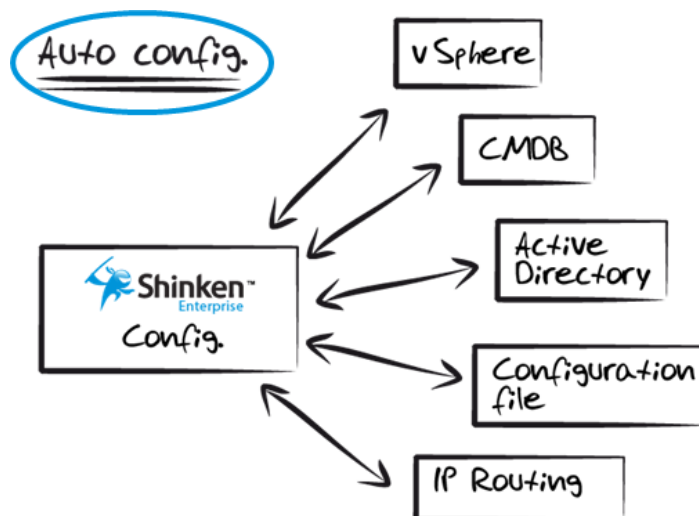 Auto config.
vSphere
CMDB
Active
Directory
Shinken™
Enterprise
Config.
Configuration
file
IP Routing